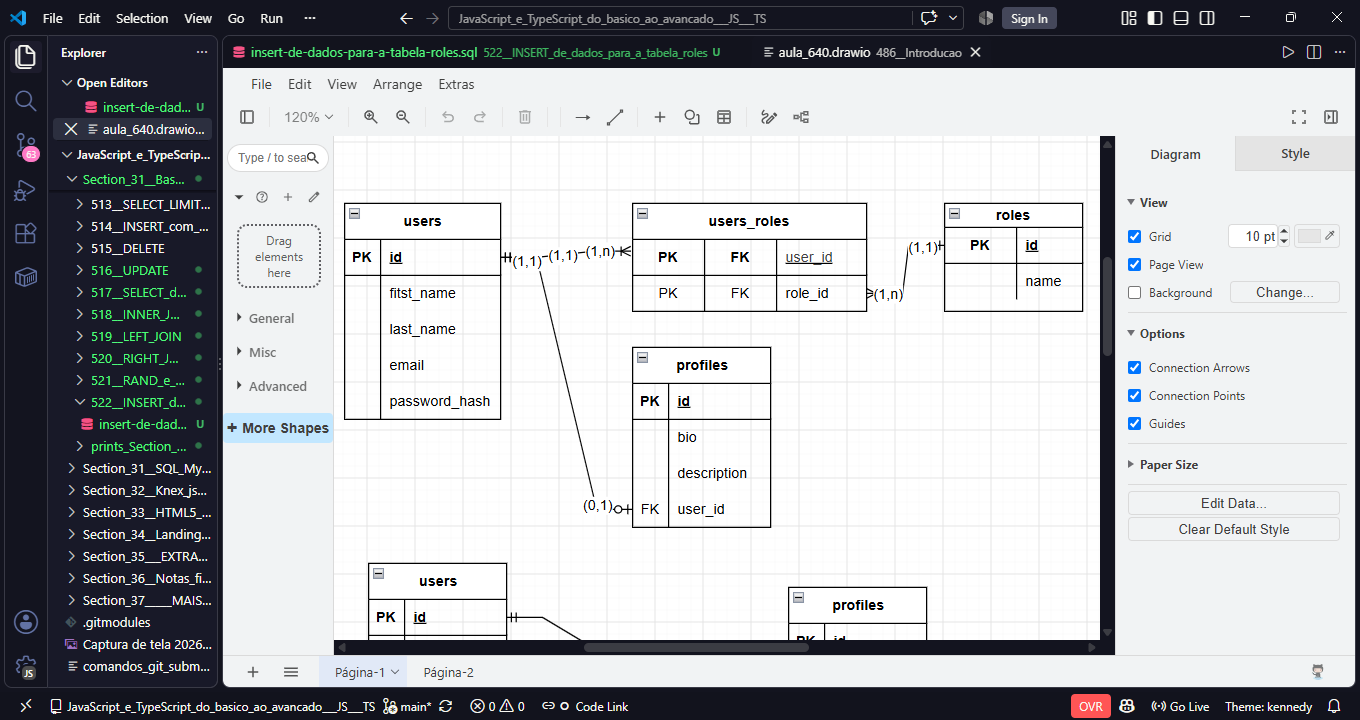 File Edit Selection View Go Run ···
JavaScript_e_TypeScript_do_basico_ao_avancado___JS___TS
Sign In
Explorer
Open Editors
insert-de-dad... U
aula_640.drawio...
JavaScript_e_TypeScrip...
Section_31__Bas...
513__SELECT_LIMIT...
514__INSERT_com_...
515__DELETE
516__UPDATE
517__SELECT_d...
518__INNER_J...
519__LEFT_JOIN
520__RIGHT_J...
521__RAND_e_...
522__INSERT_d...
insert-de-dad... U
prints_Section_...
Section_31__SQL_My...
Section_32__Knex_js...
Section_33__HTML5_...
Section_34__Landing...
Section_35___EXTRA...
Section_36__Notas_fi...
Section_37_____MAIS...
.gitmodules
Captura de tela 2026...
comandos_git_subm...
63
JS
insert-de-dados-para-a-tabela-roles.sql 522__INSERT_de_dados_para_a_tabela_roles U
aula_640.drawio 486__Introducao
File Edit View Arrange Extras
120%
Type / to sea
Drag
elements
here
General
Misc
Advanced
+ More Shapes
users
PK id
fitst_name
last_name
email
password_hash
(1,1) (1,1) (1,n)
users_roles
PK FK user_id
PK FK role_id
(1,n)
(1,1)
roles
PK id
name
profiles
PK id
bio
description
FK user_id
(0,1)
users
PK id
profiles
PK id
Página-1
Página-2
Diagram
Style
View
Grid
10 pt
Page View
Background
Change...
Options
Connection Arrows
Connection Points
Guides
Paper Size
Edit Data...
Clear Default Style
JavaScript_e_TypeScript_do_basico_ao_avancado___JS___TS main* 0 0 Code Link
OVR
Go Live
Theme: kennedy